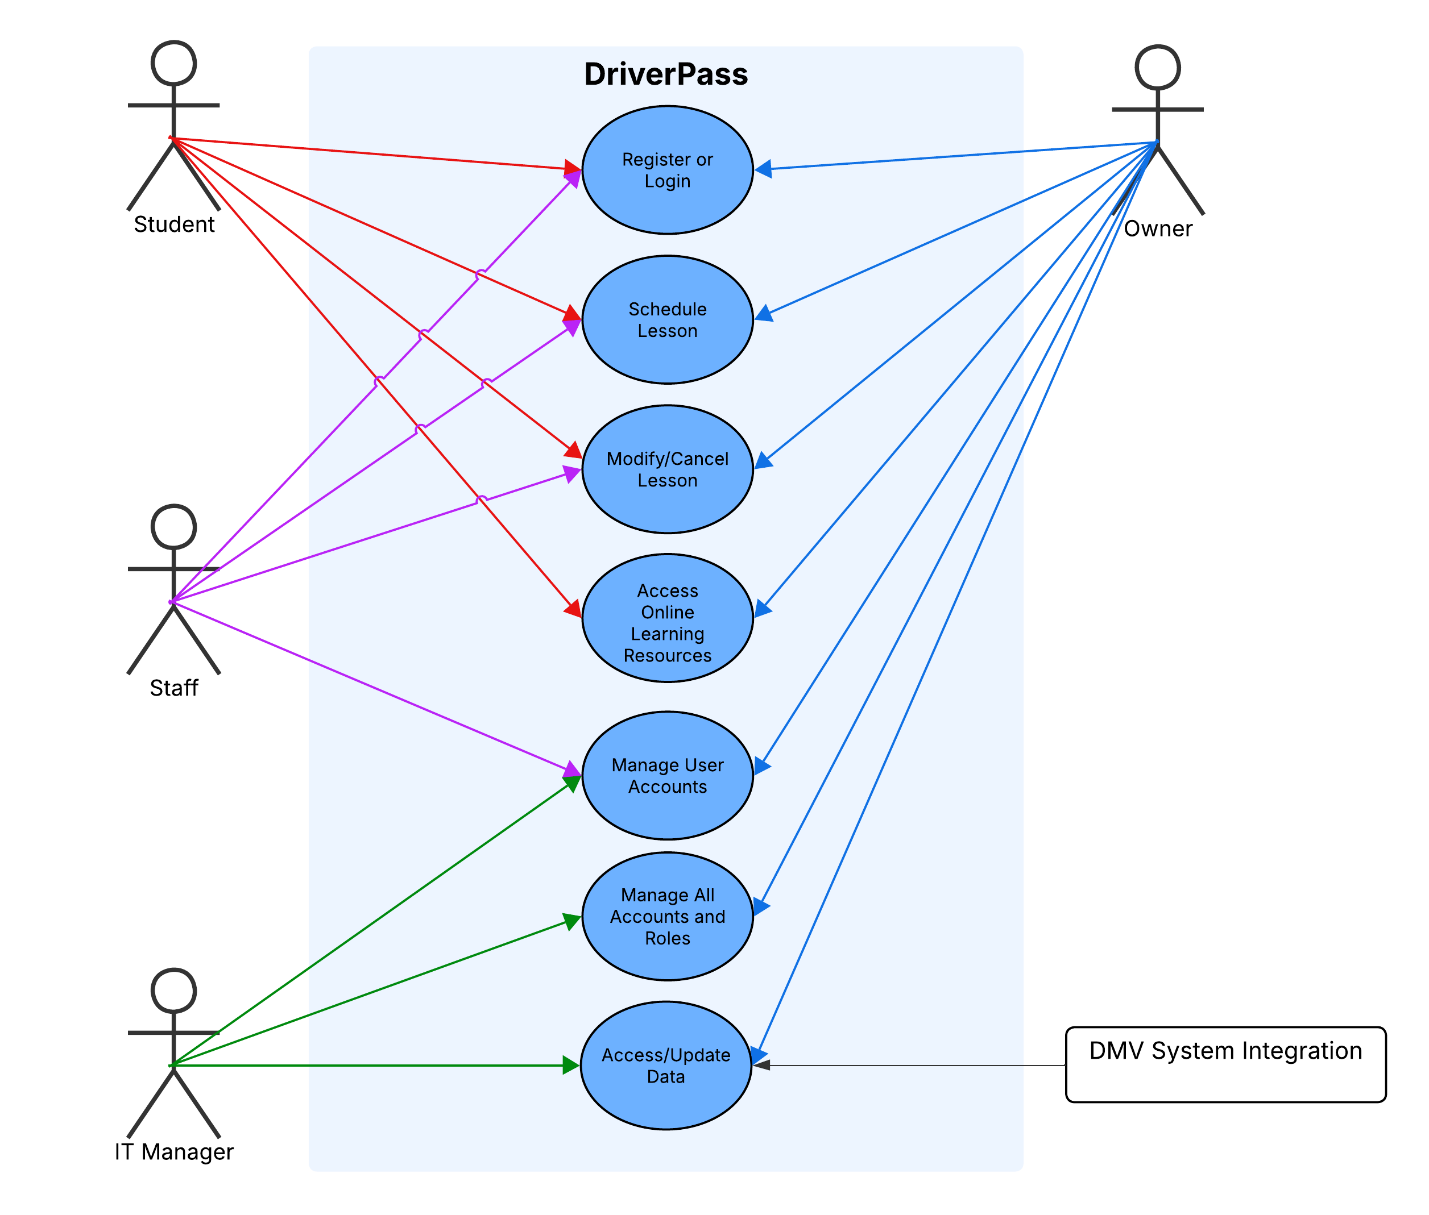 DriverPass
Student
Owner
Register or
Login
Schedule
Lesson
Modify/Cancel
Lesson
Staff
Access
Online
Learning
Resources
Manage User
Accounts
Manage All
Accounts and
Roles
IT Manager
Access/Update
Data
DMV System Integration